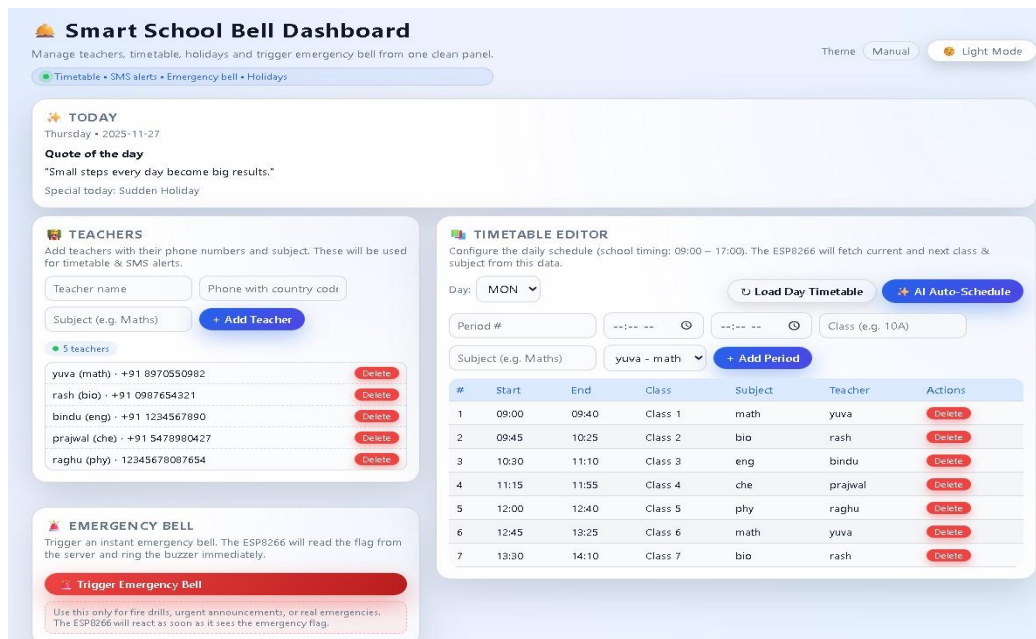 Smart School Bell Dashboard
Manage teachers, timetable, holidays and trigger emergency bell from one clean panel.
Timetable • SMS alerts • Emergency bell • Holidays
Theme Manual Light Mode
TODAY
Thursday • 2025-11-27
Quote of the day
"Small steps every day become big results."
Special today: Sudden Holiday
TEACHERS
Add teachers with their phone numbers and subject. These will be used
for timetable & SMS alerts.
Teacher name Phone with country code
Subject (e.g. Maths) + Add Teacher
5 teachers
yuva (math) · +91 8970550982 Delete
rash (bio) · +91 0987654321 Delete
bindu (eng) · +91 1234567890 Delete
prajwal (che) · +91 5478980427 Delete
raghu (phy) · 12345678087654 Delete
EMERGENCY BELL
Trigger an instant emergency bell. The ESP8266 will read the flag from
the server and ring the buzzer immediately.
Trigger Emergency Bell
Use this only for fire drills, urgent announcements, or real emergencies.
The ESP8266 will react as soon as it sees the emergency flag.
TIMETABLE EDITOR
Configure the daily schedule (school timing: 09:00 – 17:00). The ESP8266 will fetch current and next class &
subject from this data.
Day: MON ↻ Load Day Timetable AI Auto-Schedule
Period # --:-- -- --:-- -- Class (e.g. 10A)
Subject (e.g. Maths) yuva - math + Add Period
# Start End Class Subject Teacher Actions
1 09:00 09:40 Class 1 math yuva Delete
2 09:45 10:25 Class 2 bio rash Delete
3 10:30 11:10 Class 3 eng bindu Delete
4 11:15 11:55 Class 4 che prajwal Delete
5 12:00 12:40 Class 5 phy raghu Delete
6 12:45 13:25 Class 6 math yuva Delete
7 13:30 14:10 Class 7 bio rash Delete